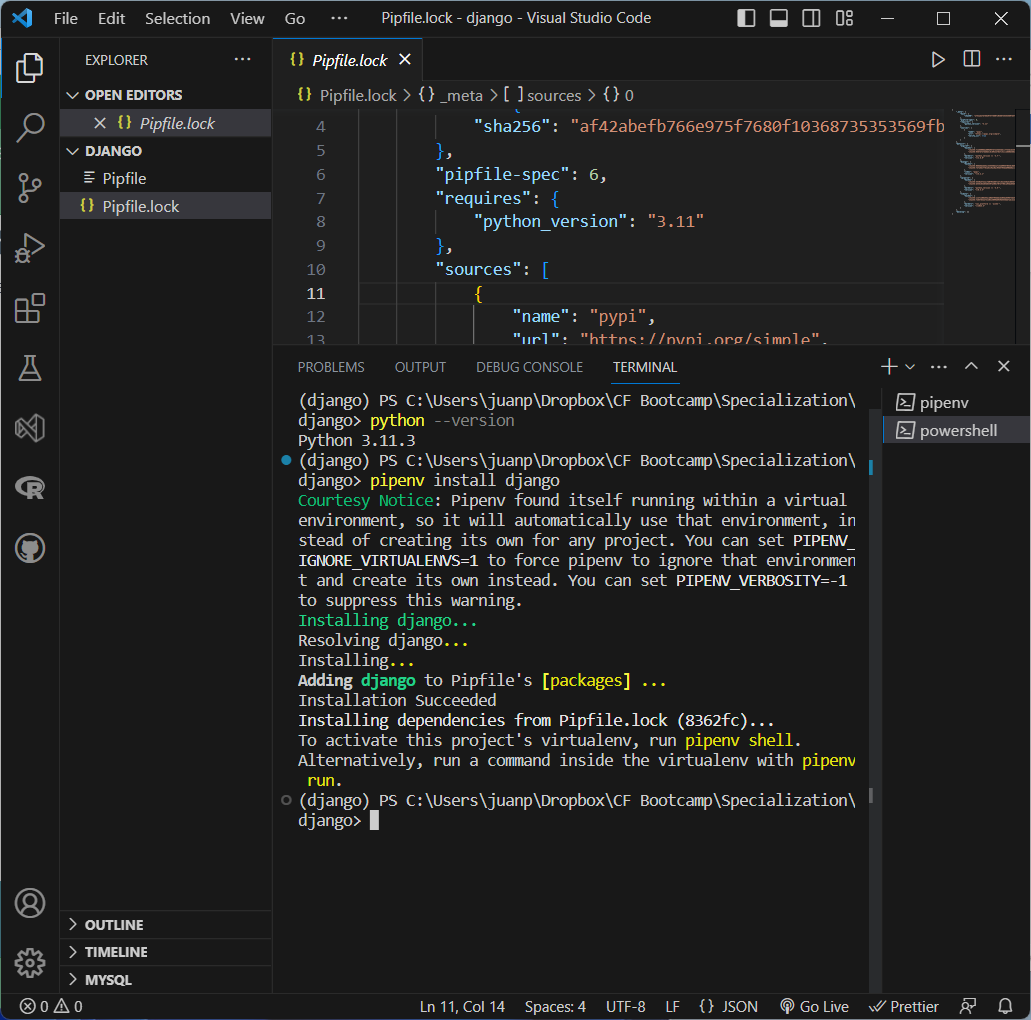 File Edit Selection View Go ··· Pipfile.lock - django - Visual Studio Code
EXPLORER ···
OPEN EDITORS
{} Pipfile.lock
DJANGO
Pipfile
{} Pipfile.lock
OUTLINE
TIMELINE
MYSQL
{} Pipfile.lock
{} Pipfile.lock > {} _meta > [ ] sources > {} 0
4 "sha256": "af42abefb766e975f7680f10368735353569fb
5 },
6 "pipfile-spec": 6,
7 "requires": {
8 "python_version": "3.11"
9 },
10 "sources": [
11 {
12 "name": "pypi",
13 "url": "https://pypi.org/simple",
PROBLEMS OUTPUT DEBUG CONSOLE TERMINAL
(django) PS C:\Users\juanp\Dropbox\CF Bootcamp\Specialization\
django> python --version
Python 3.11.3
(django) PS C:\Users\juanp\Dropbox\CF Bootcamp\Specialization\
django> pipenv install django
Courtesy Notice: Pipenv found itself running within a virtual
environment, so it will automatically use that environment, in
stead of creating its own for any project. You can set PIPENV_
IGNORE_VIRTUALENVS=1 to force pipenv to ignore that environmen
t and create its own instead. You can set PIPENV_VERBOSITY=-1
to suppress this warning.
Installing django...
Resolving django...
Installing...
Adding django to Pipfile's [packages] ...
Installation Succeeded
Installing dependencies from Pipfile.lock (8362fc)...
To activate this project's virtualenv, run pipenv shell.
Alternatively, run a command inside the virtualenv with pipenv
run.
(django) PS C:\Users\juanp\Dropbox\CF Bootcamp\Specialization\
django>
pipenv
powershell
0 0 Ln 11, Col 14 Spaces: 4 UTF-8 LF {} JSON Go Live Prettier